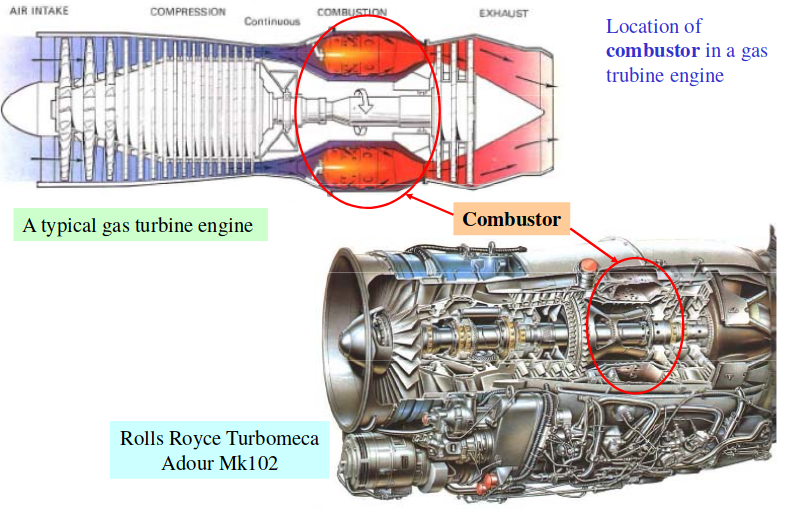 AIR INTAKE
COMPRESSION
Continuous
COMBUSTION
EXHAUST
Location of
combustor in a gas
trubine engine
A typical gas turbine engine
Combustor
Rolls Royce Turbomeca
Adour Mk102